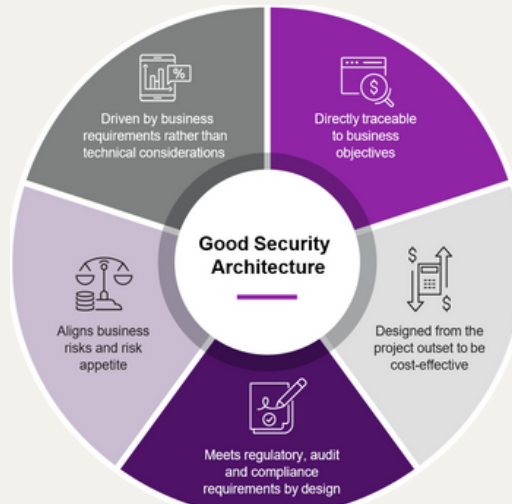 %
Driven by business
requirements rather than
technical considerations
$
Directly traceable
to business
objectives
Good Security
Architecture
Aligns business
risks and risk
appetite
$
$
Designed from the
project outset to be
cost-effective
Meets regulatory, audit
and compliance
requirements by design